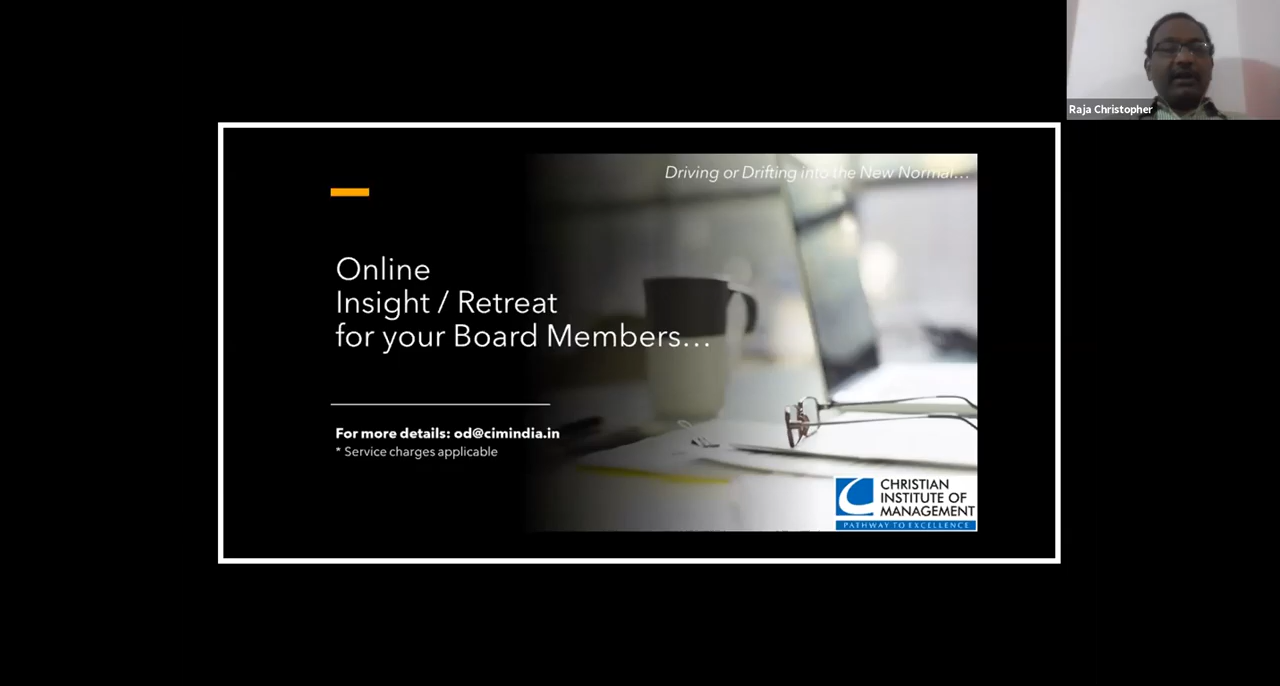 Raja Christopher
Driving or Drifting into the New Normal...
Online
Insight / Retreat
for your Board Members...
For more details: od@cimindia.in
* Service charges applicable
CHRISTIAN
INSTITUTE OF
MANAGEMENT
PATHWAY TO EXCELLENCE